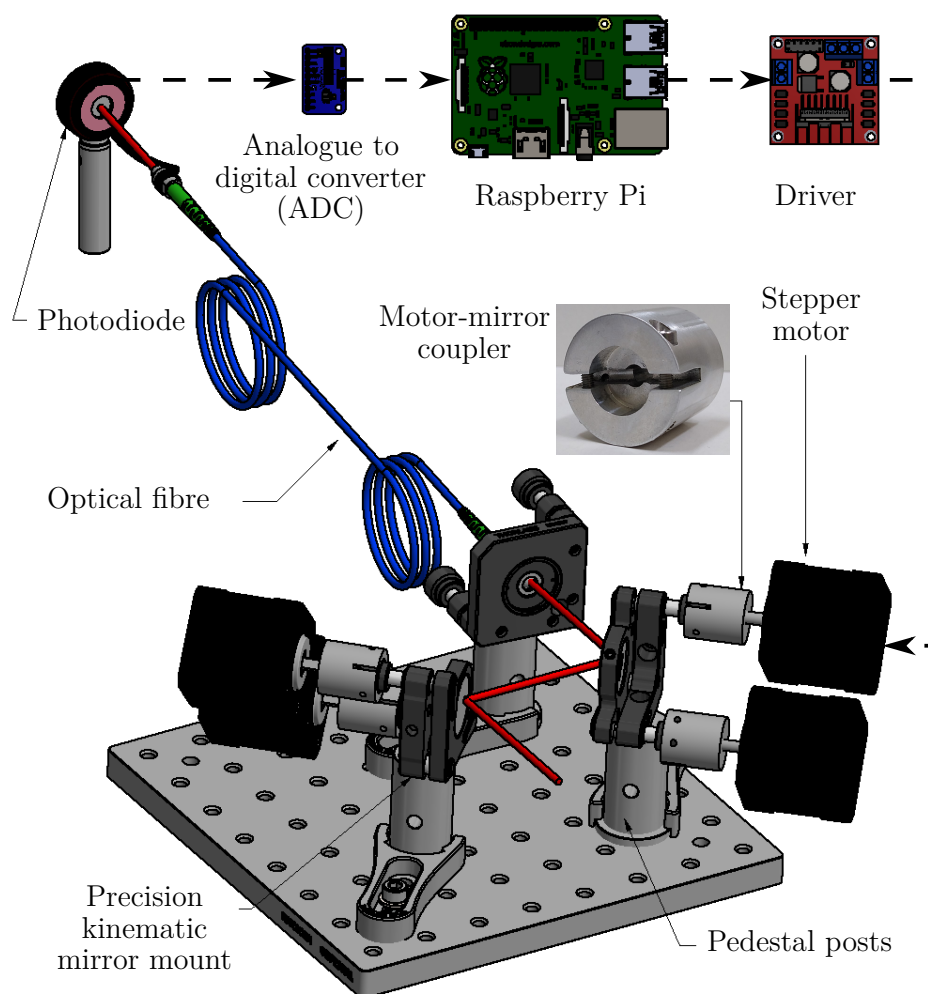 Analogue to
digital converter
(ADC)
Raspberry Pi
Driver
Photodiode
Motor-mirror
coupler
Stepper
motor
Optical fibre
Precision
kinematic
mirror mount
Pedestal posts